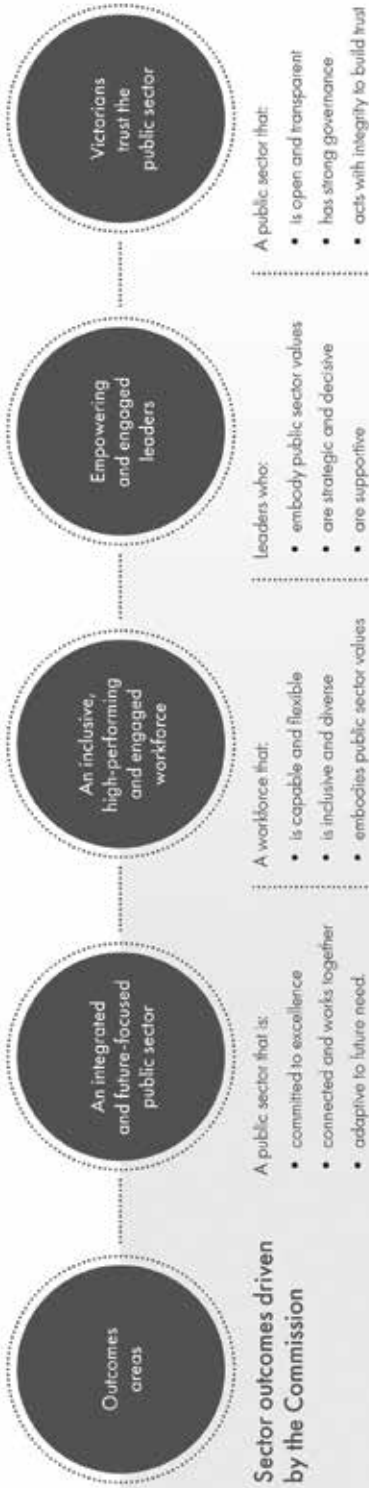 Outcomes
areas
An integrated
and future-focused
public sector
An inclusive,
high-performing
and engaged
workforce
Empowering
and engaged
leaders
Victorians
trust the
public sector
Sector outcomes driven
by the Commission
A public sector that is:
• committed to excellence
• connected and works together
• adaptive to future need.
A workforce that:
• is capable and flexible
• is inclusive and diverse
• embodies public sector values
Leaders who:
• embody public sector values
• are strategic and decisive
• are supportive
A public sector that:
• is open and transparent
• has strong governance
• acts with integrity to build trust